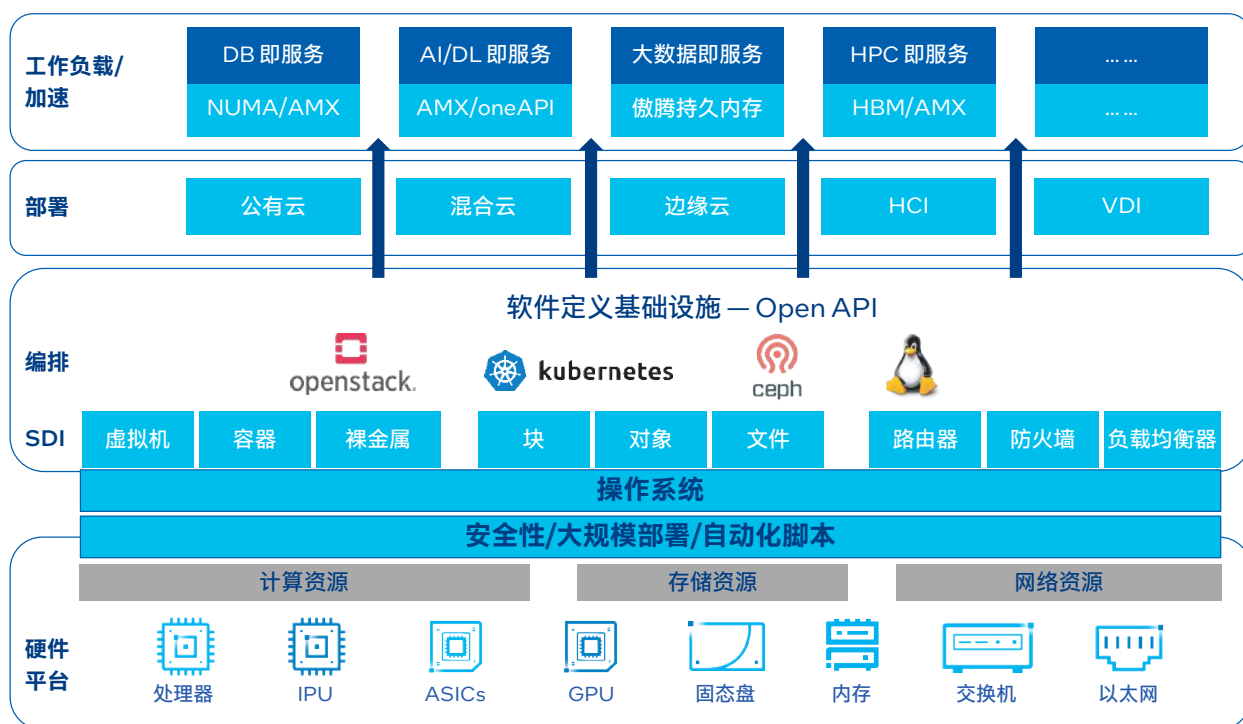 工作负载/
加速
DB 即服务
AI/DL 即服务
大数据即服务
HPC 即服务
... ...
NUMA/AMX
AMX/oneAPI
傲腾持久内存
HBM/AMX
... ...
部署
公有云
混合云
边缘云
HCI
VDI
软件定义基础设施 — Open API
编排
openstack.
kubernetes
ceph
SDI
虚拟机
容器
裸金属
块
对象
文件
路由器
防火墙
负载均衡器
操作系统
安全性/大规模部署/自动化脚本
计算资源
存储资源
网络资源
硬件
平台
处理器
IPU
ASICs
GPU
固态盘
内存
交换机
以太网